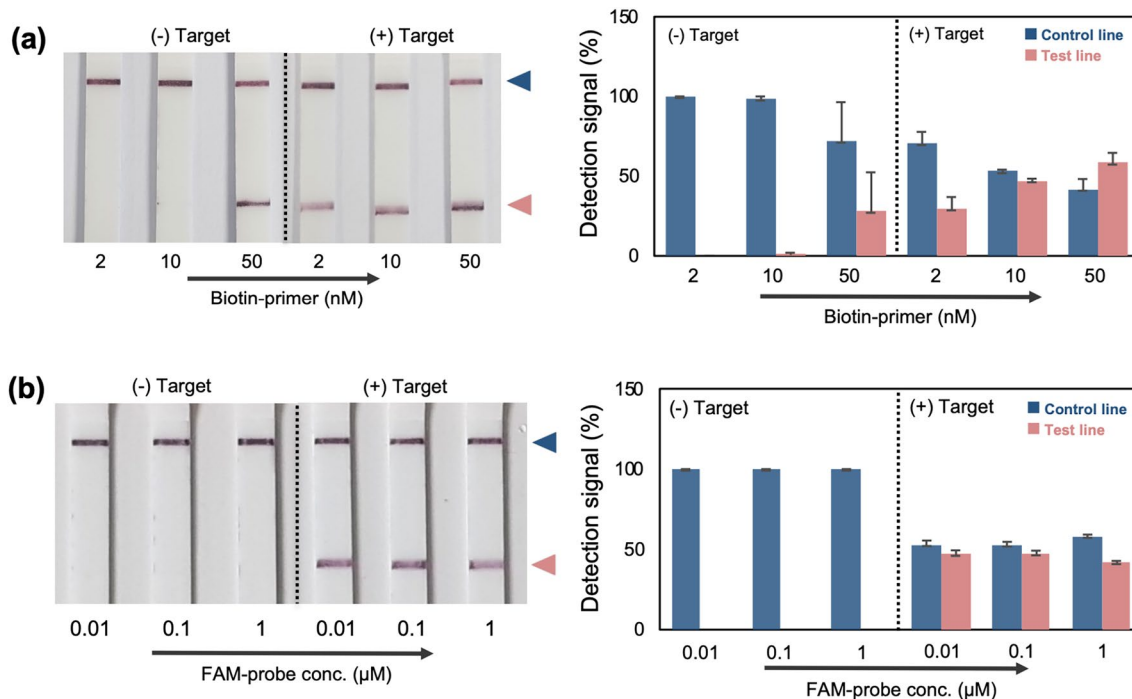 (a)
(-) Target (+) Target
2 10 50 2 10 50
Biotin-primer (nM)
Detection signal (%)
150
100
50
0
(-) Target (+) Target
Control line
Test line
2 10 50 2 10 50
Biotin-primer (nM)
(b)
(-) Target (+) Target
0.01 0.1 1 0.01 0.1 1
FAM-probe conc. (µM)
Detection signal (%)
150
100
50
0
(-) Target (+) Target
Control line
Test line
0.01 0.1 1 0.01 0.1 1
FAM-probe conc. (µM)